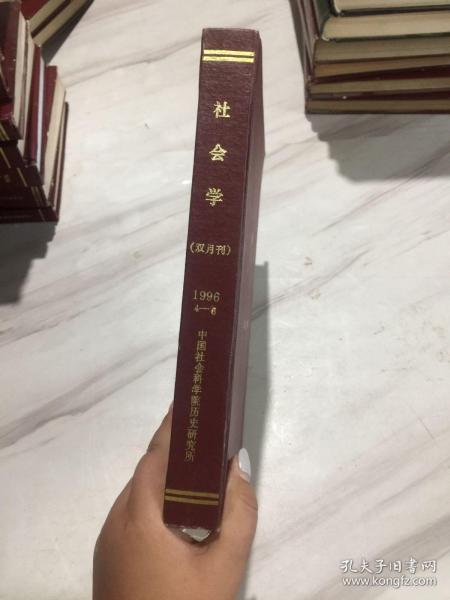 社会学
(双月刊)
1996
4—6
中国社会科学院历史研究所
孔夫子旧书网
www.kongfz.com